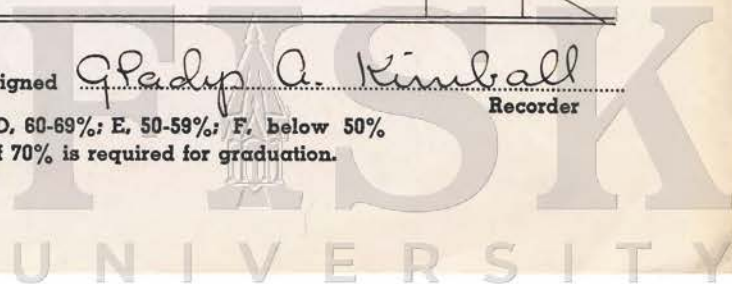 igned Gladys A. Kimball
Recorder
D, 60-69%; E, 50-59%; F, below 50%
f 70% is required for graduation.
FISK
UNIVERSITY